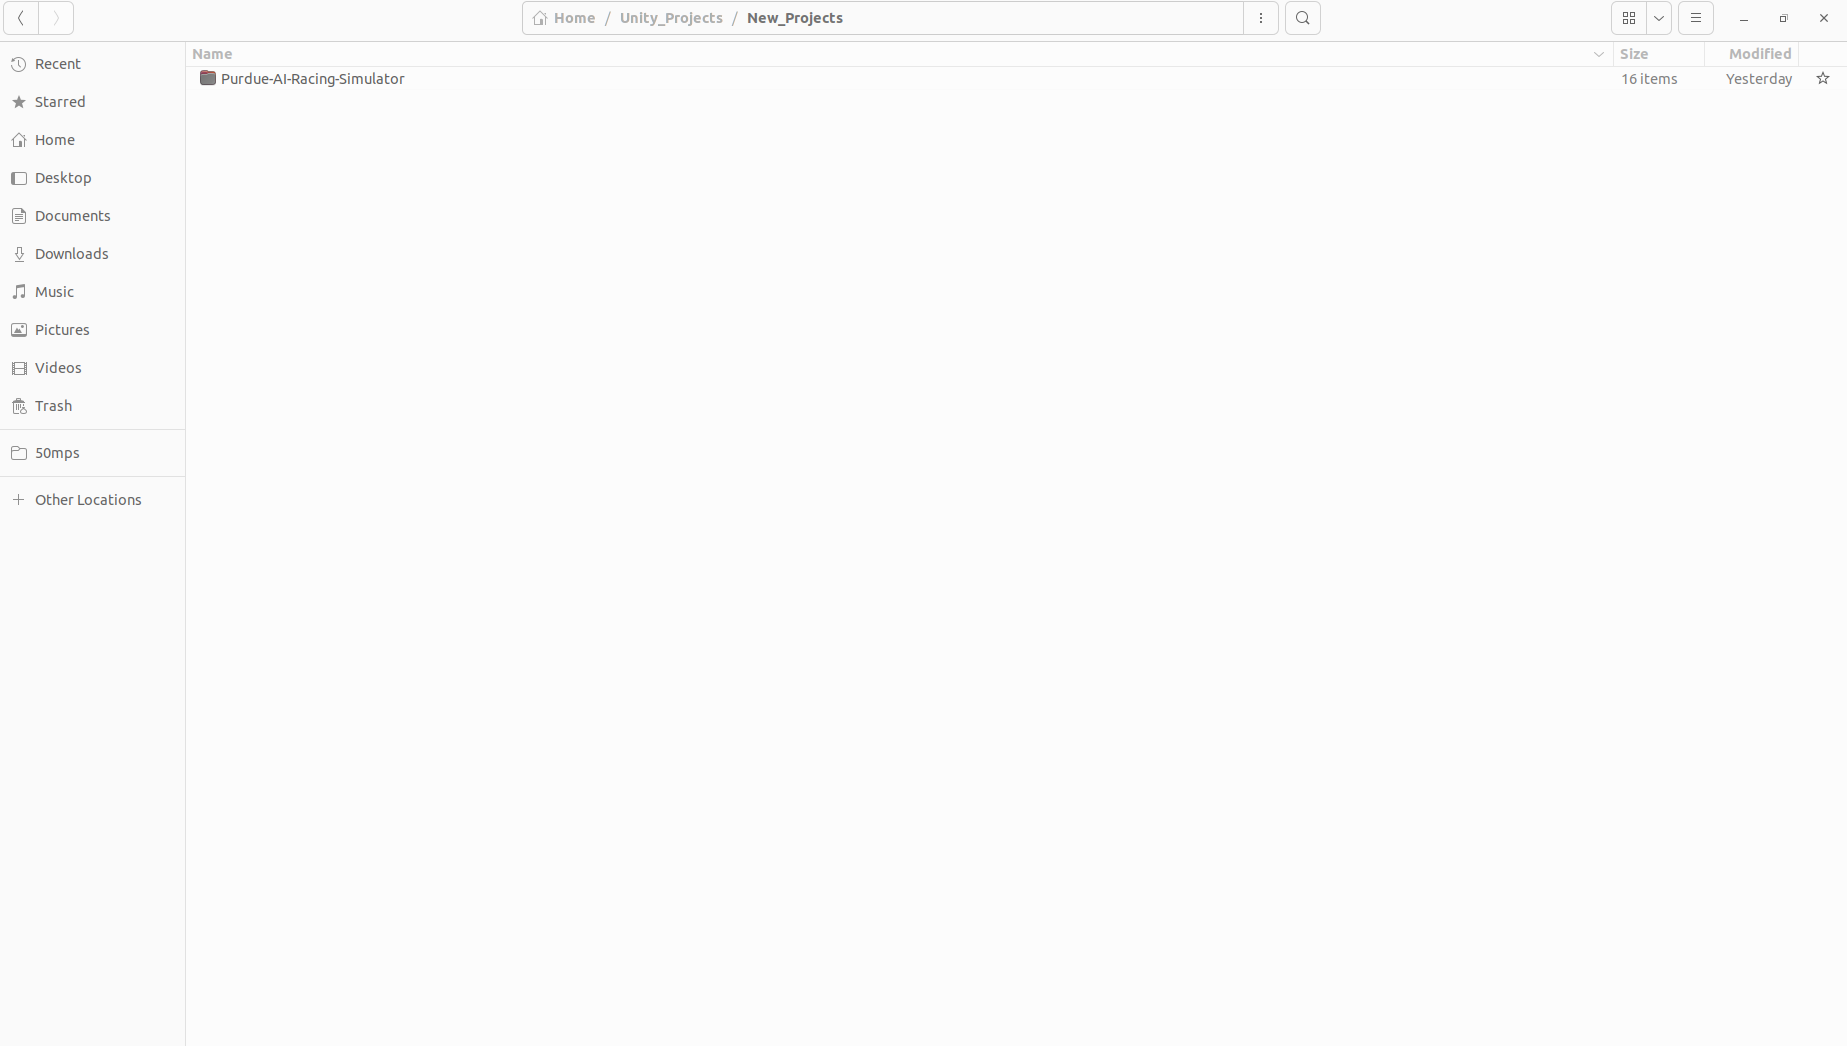 Home / Unity_Projects / New_Projects
Name Size Modified
Purdue-AI-Racing-Simulator 16 items Yesterday
Recent
Starred
Home
Desktop
Documents
Downloads
Music
Pictures
Videos
Trash
50mps
Other Locations